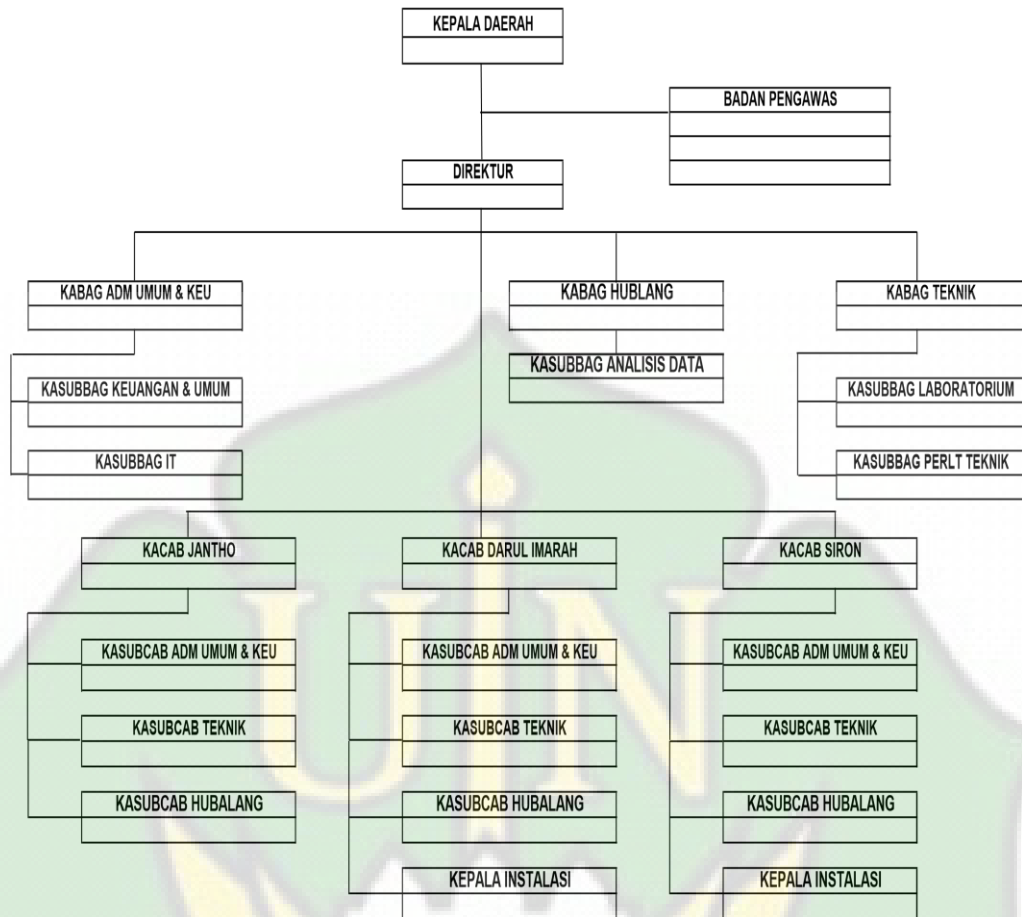 KEPALA DAERAH
BADAN PENGAWAS
DIREKTUR
KABAG ADM UMUM & KEU
KABAG HUBLANG
KABAG TEKNIK
KASUBBAG ANALISIS DATA
KASUBBAG KEUANGAN & UMUM
KASUBBAG LABORATORIUM
KASUBBAG IT
KASUBBAG PERLT TEKNIK
KACAB JANTHO
KACAB DARUL IMARAH
KACAB SIRON
KASUBCAB ADM UMUM & KEU
KASUBCAB ADM UMUM & KEU
KASUBCAB ADM UMUM & KEU
KASUBCAB TEKNIK
KASUBCAB TEKNIK
KASUBCAB TEKNIK
KASUBCAB HUBALANG
KASUBCAB HUBALANG
KASUBCAB HUBALANG
KEPALA INSTALASI
KEPALA INSTALASI
UIN